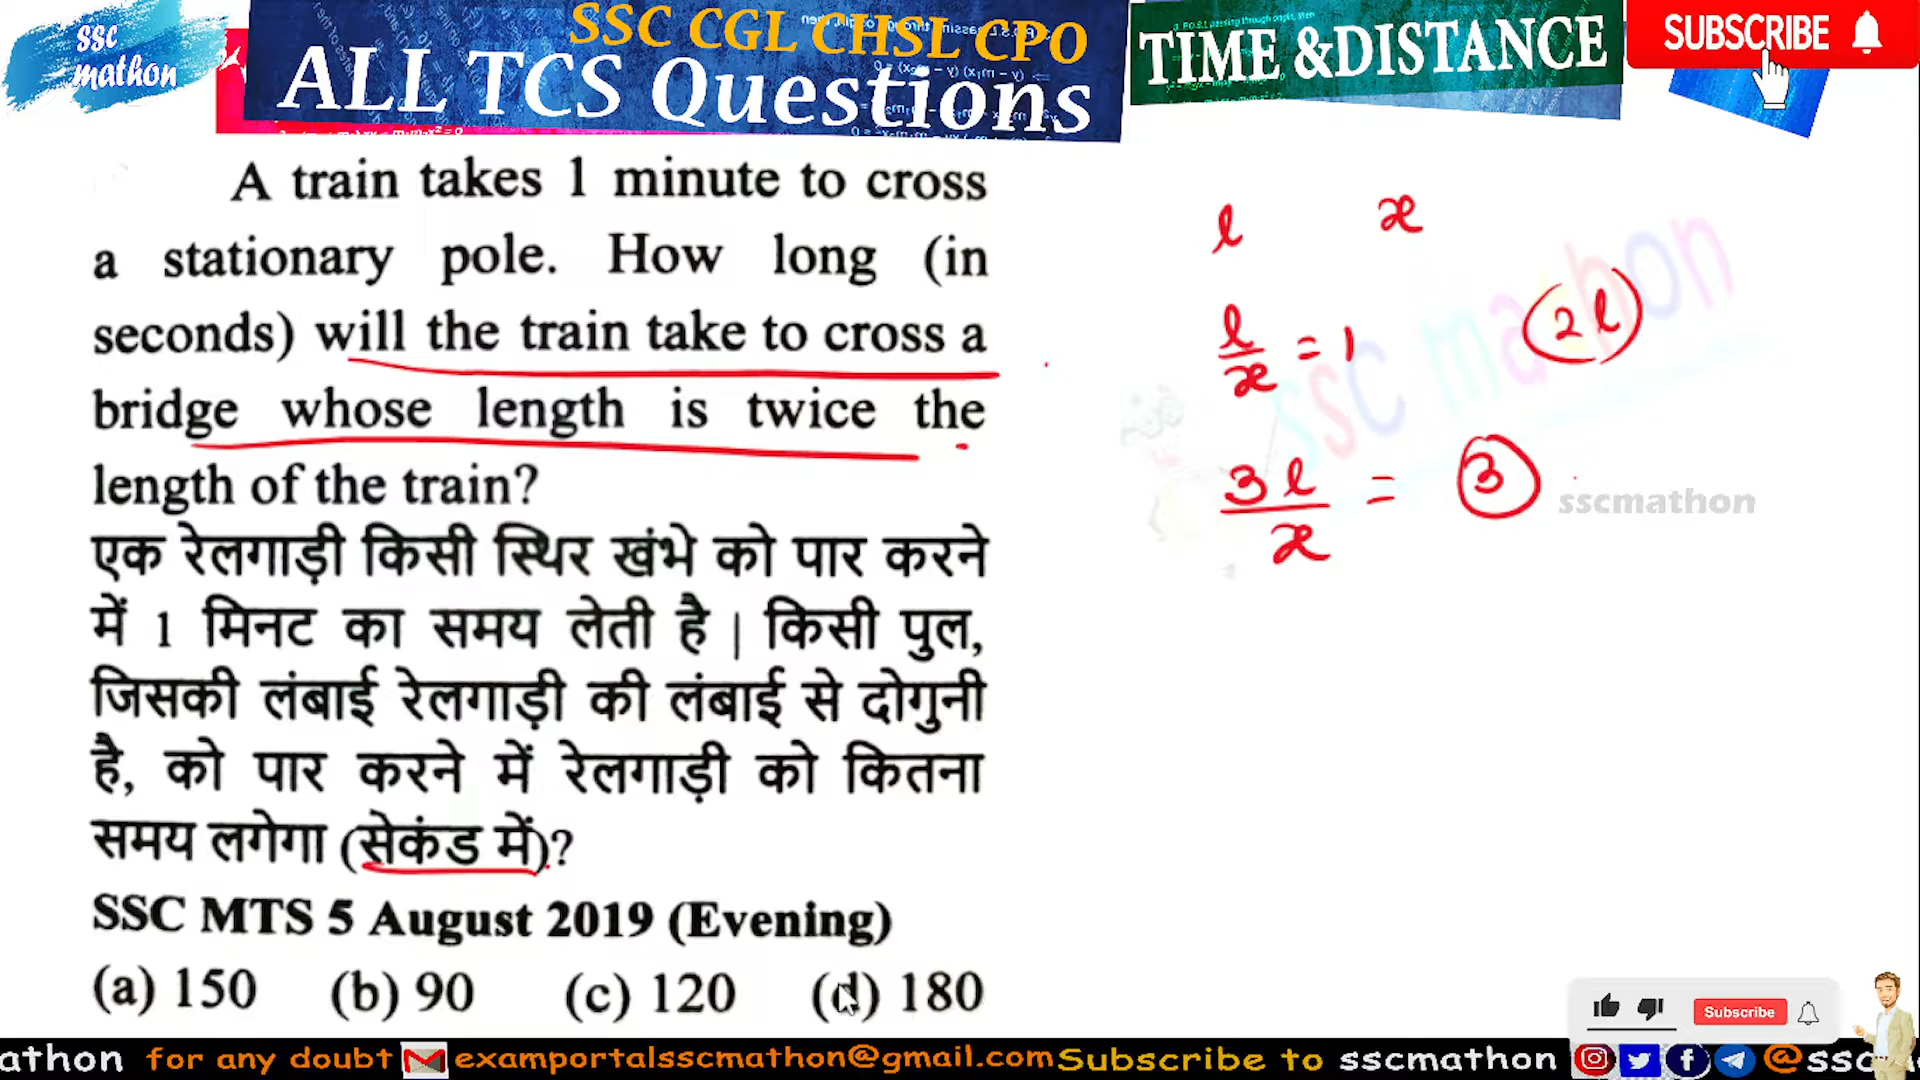 ssc
mathon
SSC CGL CHSL CPO
ALL TCS Questions
TIME &DISTANCE
SUBSCRIBE
A train takes 1 minute to cross
a stationary pole. How long (in
seconds) will the train take to cross a
bridge whose length is twice the
length of the train?
एक रेलगाड़ी किसी स्थिर खंभे को पार करने
में 1 मिनट का समय लेती है | किसी पुल,
जिसकी लंबाई रेलगाड़ी की लंबाई से दोगुनी
है, को पार करने में रेलगाड़ी को कितना
समय लगेगा (सेकंड में)?
SSC MTS 5 August 2019 (Evening)
(a) 150 (b) 90 (c) 120 (d) 180
l x
l/x = 1 2l
3l/x = 3
ssc mathon
sscmathon
Subscribe
athon for any doubt examportalsscmathon@gmail.com Subscribe to sscmathon @ssc